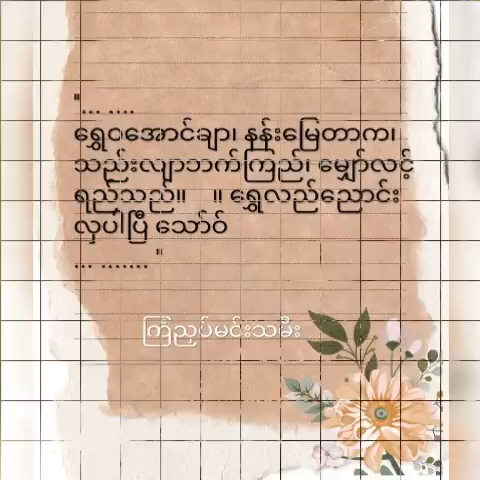 "... ....
ရွှေဝအောင်ချာ၊ နန်းမြေတာက၊
သည်းလျာဘက်ကြည်၊ မျှော်လင့်
ရည်သည်။ ။ ရွှေလည်ညောင်း
လှပါပြီ သော်ဝ်
... ....... "
ကြံညှပ်မင်းသမီး